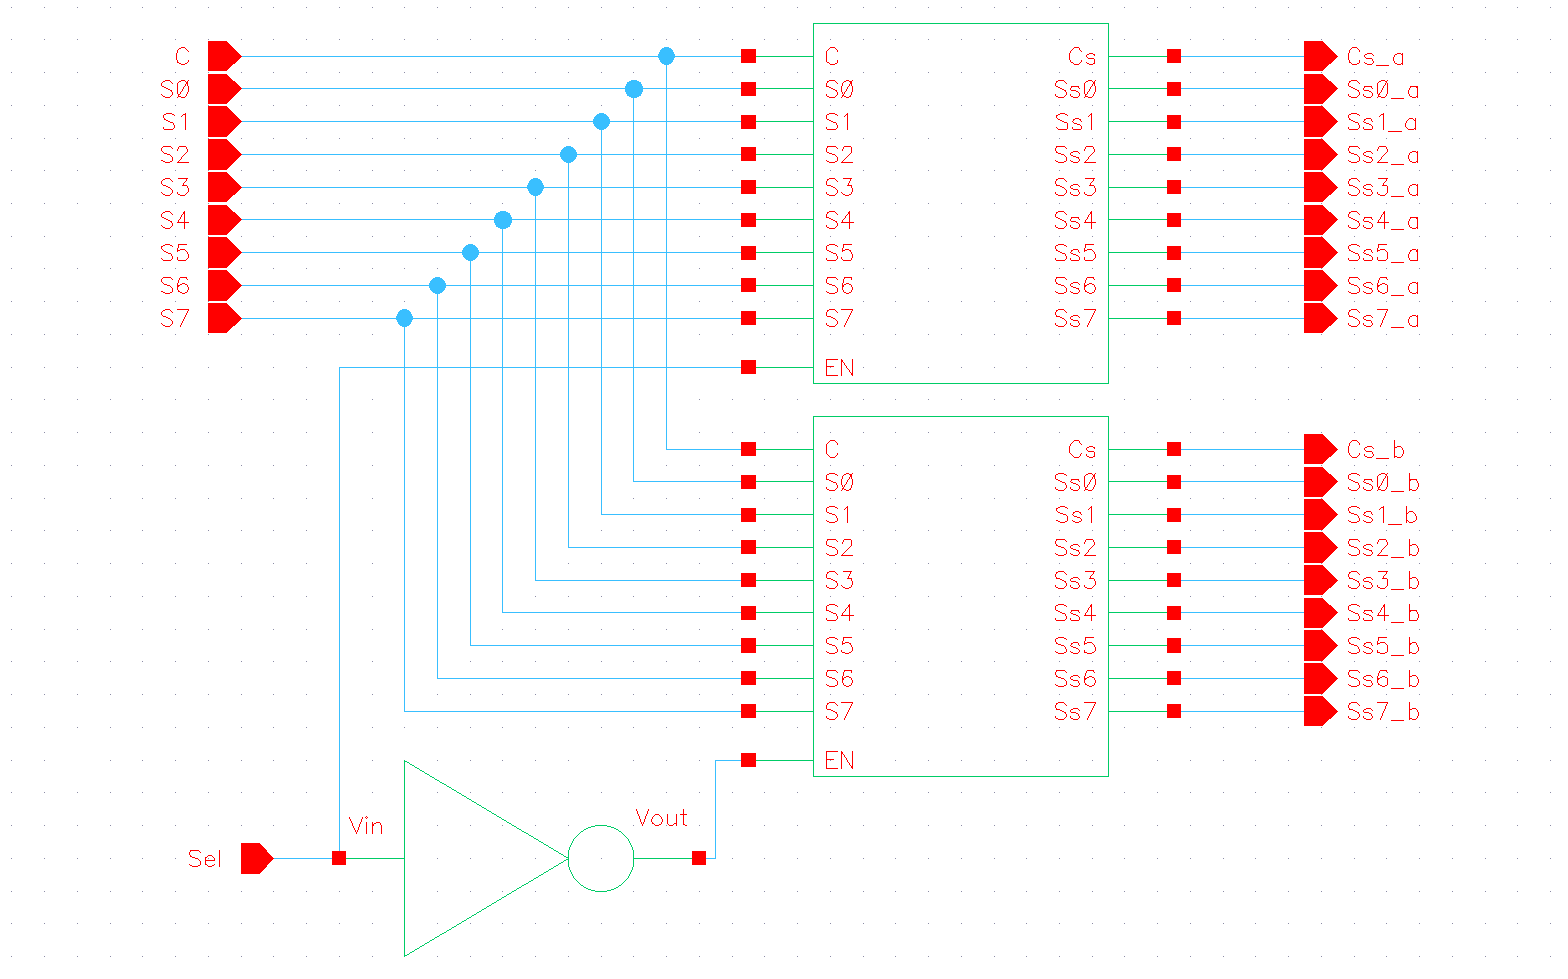 C C Cs Cs_a
SØ SØ SsØ SsØ_a
S1 S1 Ss1 Ss1_a
S2 S2 Ss2 Ss2_a
S3 S3 Ss3 Ss3_a
S4 S4 Ss4 Ss4_a
S5 S5 Ss5 Ss5_a
S6 S6 Ss6 Ss6_a
S7 S7 Ss7 Ss7_a
EN
C Cs Cs_b
SØ SsØ SsØ_b
S1 Ss1 Ss1_b
S2 Ss2 Ss2_b
S3 Ss3 Ss3_b
S4 Ss4 Ss4_b
S5 Ss5 Ss5_b
S6 Ss6 Ss6_b
S7 Ss7 Ss7_b
EN
Vin Vout
Sel